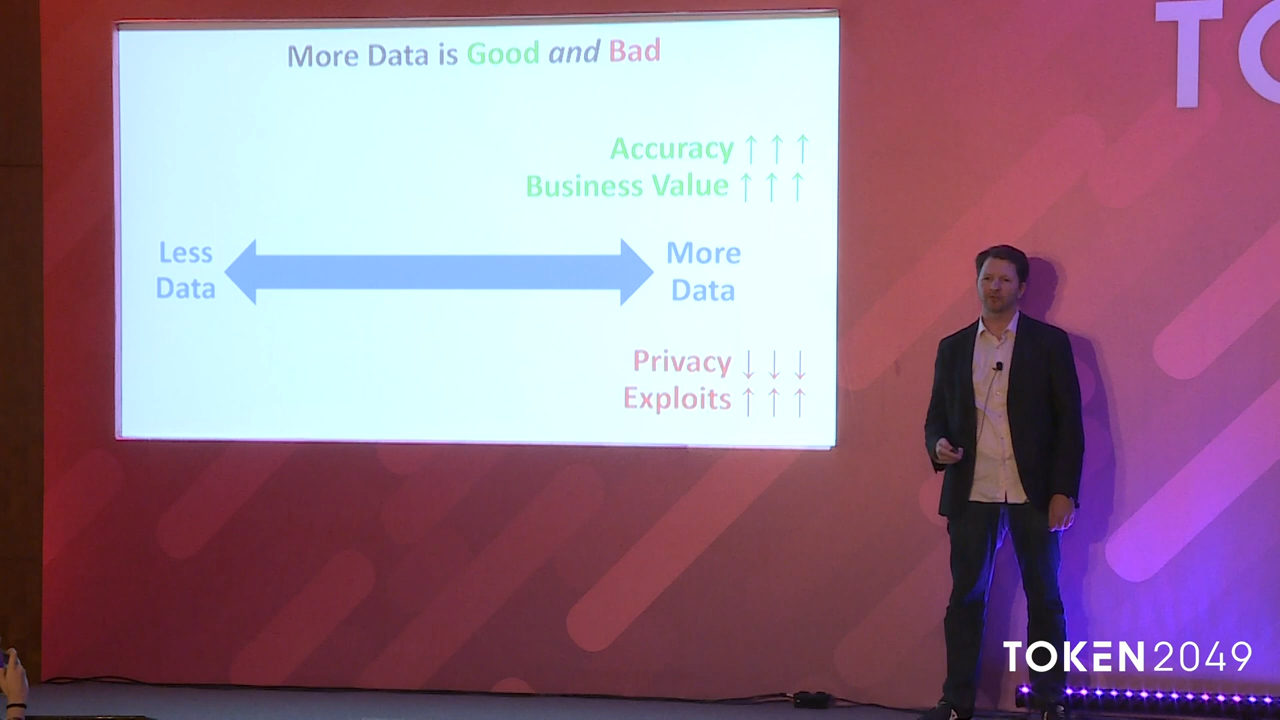 More Data is Good and Bad
Accuracy ↑ ↑ ↑
Business Value ↑ ↑ ↑
Less
Data
More
Data
Privacy ↓ ↓ ↓
Exploits ↑ ↑ ↑
TO
TOKEN2049